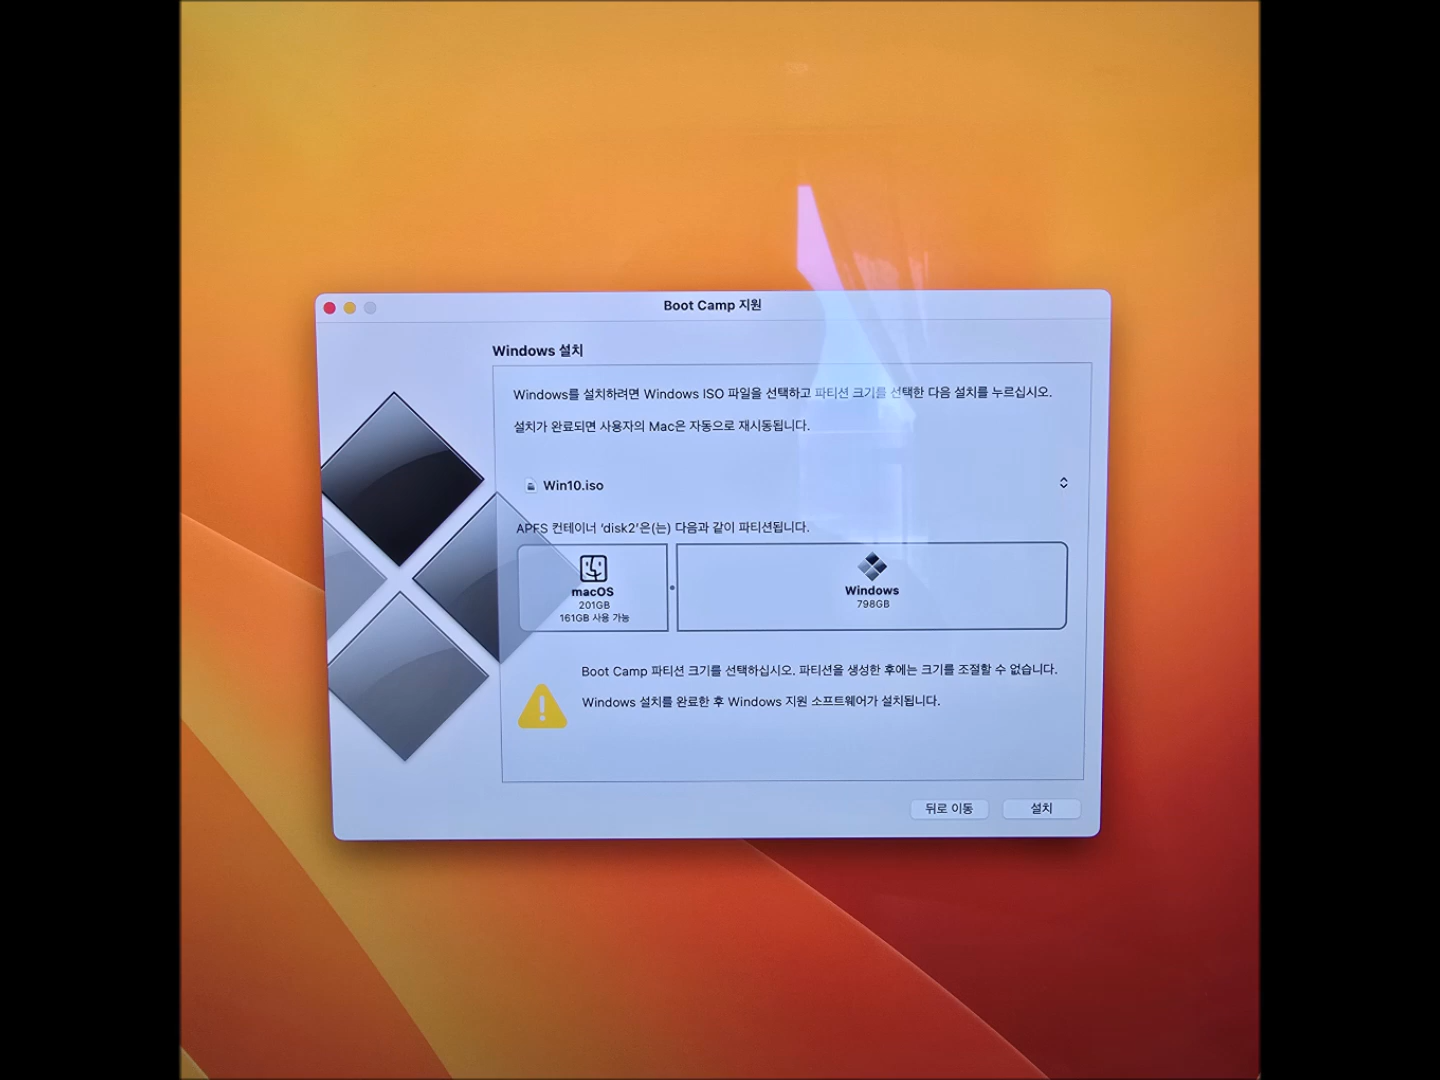 Boot Camp 지원
Windows 설치
Windows를 설치하려면 Windows ISO 파일을 선택하고 파티션 크기를 선택한 다음 설치를 누르십시오.
설치가 완료되면 사용자의 Mac은 자동으로 재시동됩니다.
Win10.iso
APFS 컨테이너 'disk2'은(는) 다음과 같이 파티션됩니다.
macOS
201GB
161GB 사용 가능
Windows
798GB
Boot Camp 파티션 크기를 선택하십시오. 파티션을 생성한 후에는 크기를 조절할 수 없습니다.
Windows 설치를 완료한 후 Windows 지원 소프트웨어가 설치됩니다.
뒤로 이동
설치